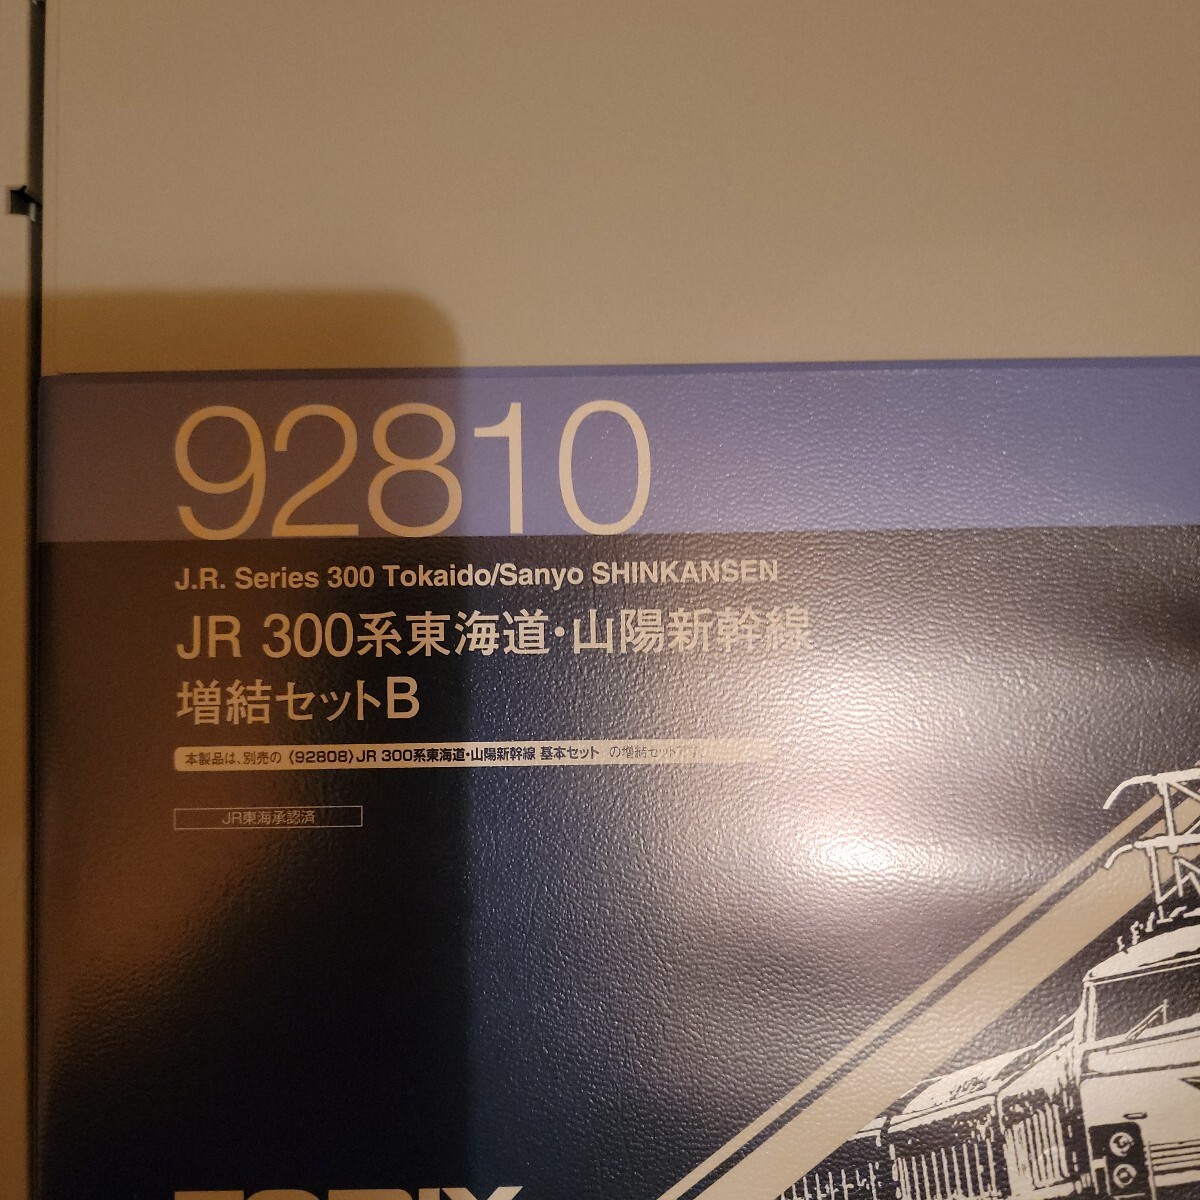 92810
J.R. Series 300 Tokaido/Sanyo SHINKANSEN
JR 300系東海道・山陽新幹線
増結セットB
本製品は、別売の〈92808〉JR 300系東海道・山陽新幹線 基本セット の増結セットです。
JR東海承認済
TOMIX